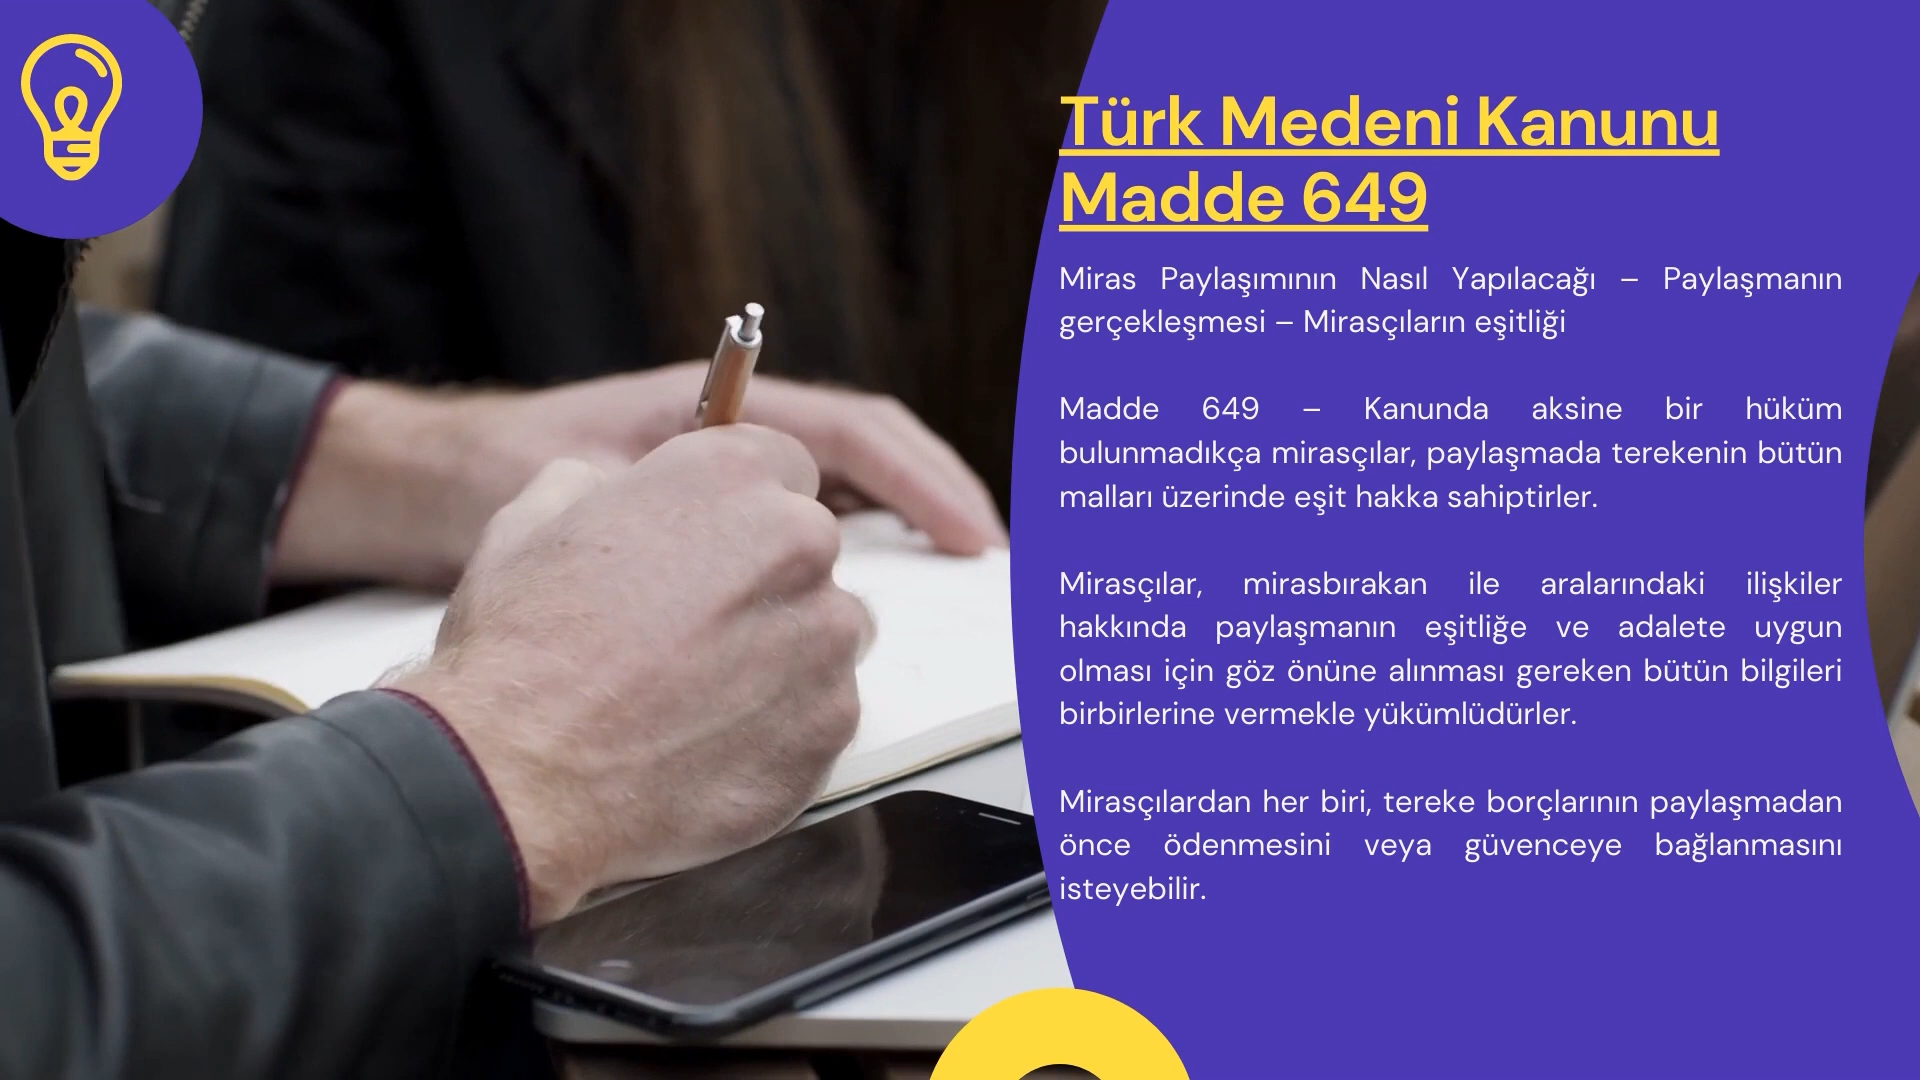 Türk Medeni Kanunu
Madde 649
Miras Paylaşımının Nasıl Yapılacağı – Paylaşmanın
gerçekleşmesi – Mirasçıların eşitliği
Madde 649 – Kanunda aksine bir hüküm
bulunmadıkça mirasçılar, paylaşmada terekenin bütün
malları üzerinde eşit hakka sahiptirler.
Mirasçılar, mirasbırakan ile aralarındaki ilişkiler
hakkında paylaşmanın eşitliğe ve adalete uygun
olması için göz önüne alınması gereken bütün bilgileri
birbirlerine vermekle yükümlüdürler.
Mirasçılardan her biri, tereke borçlarının paylaşmadan
önce ödenmesini veya güvenceye bağlanmasını
isteyebilir.